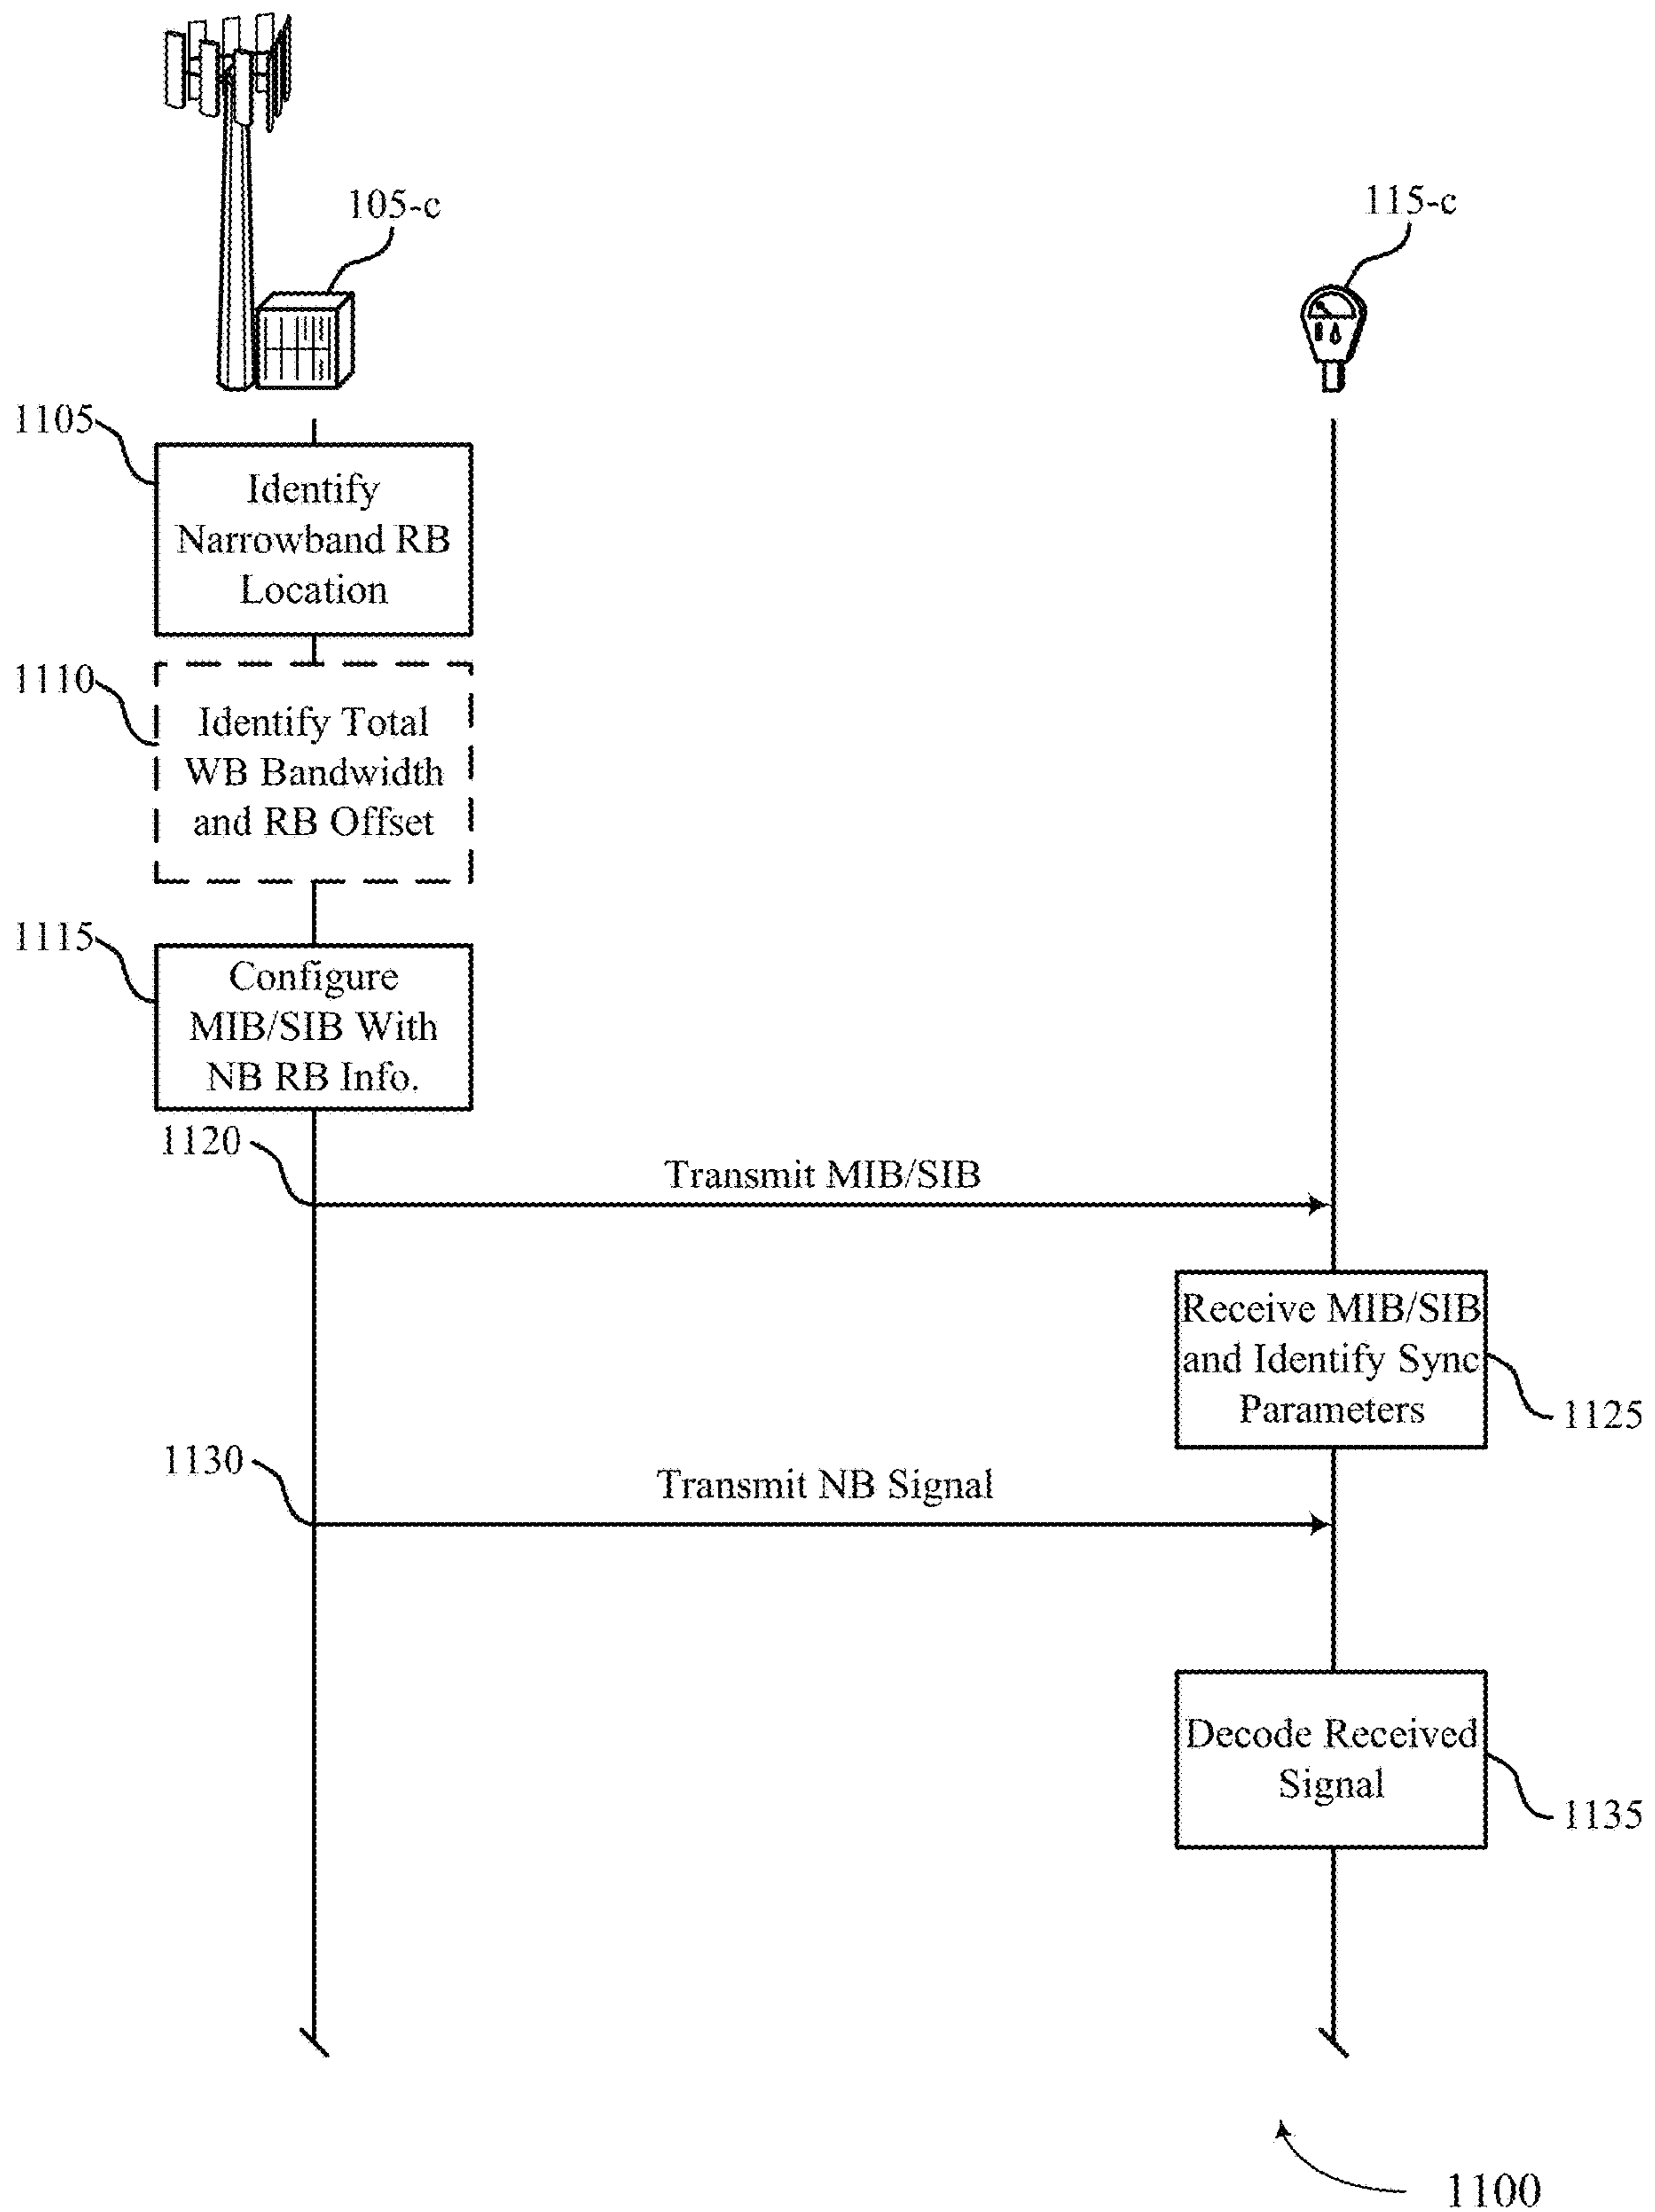 105-c
115-c
1105
Identify
Narrowband RB
Location
1110
Identify Total
WB Bandwidth
and RB Offset
1115
Configure
MIB/SIB With
NB RB Info.
1120
Transmit MIB/SIB
Receive MIB/SIB
and Identify Sync
Parameters
1125
1130
Transmit NB Signal
Decode Received
Signal
1135
1100